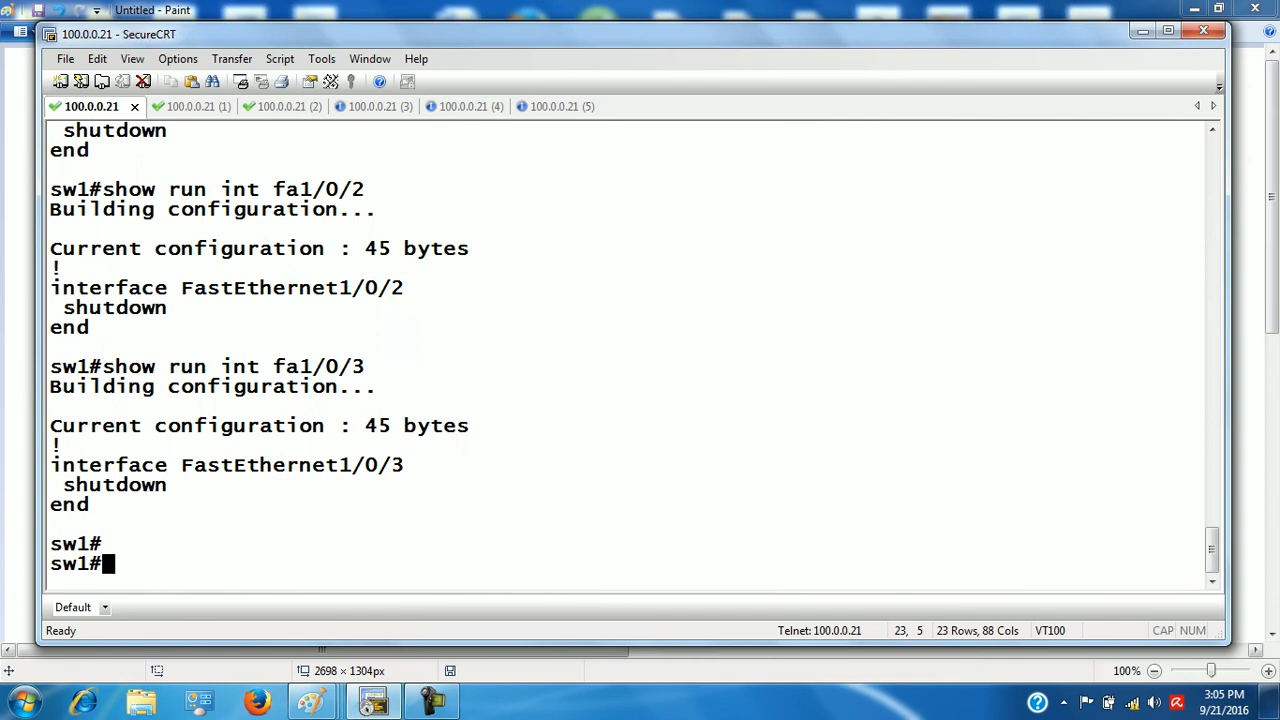 Untitled - Paint
100.0.0.21 - SecureCRT
File Edit View Options Transfer Script Tools Window Help
100.0.0.21 100.0.0.21 (1) 100.0.0.21 (2) 100.0.0.21 (3) 100.0.0.21 (4) 100.0.0.21 (5)
shutdown
end
sw1#show run int fa1/0/2
Building configuration...
Current configuration : 45 bytes
!
interface FastEthernet1/0/2
shutdown
end
sw1#show run int fa1/0/3
Building configuration...
Current configuration : 45 bytes
!
interface FastEthernet1/0/3
shutdown
end
sw1#
sw1#
Default
Ready Telnet: 100.0.0.21 23, 5 23 Rows, 88 Cols VT100 CAP NUM
2698 × 1304px 100%
3:05 PM
9/21/2016